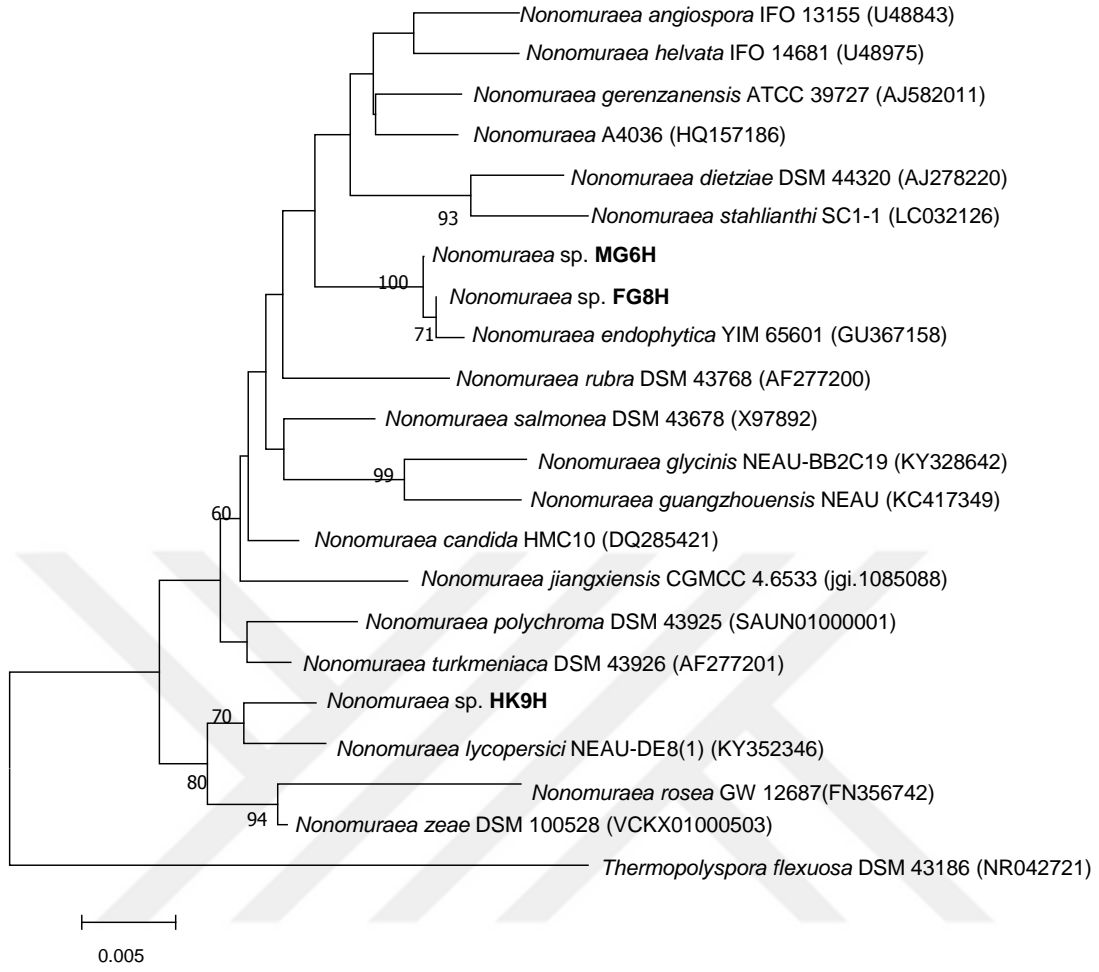 Nonomuraea angiospora IFO 13155 (U48843)
Nonomuraea helvata IFO 14681 (U48975)
Nonomuraea gerenzanensis ATCC 39727 (AJ582011)
Nonomuraea A4036 (HQ157186)
Nonomuraea dietziae DSM 44320 (AJ278220)
Nonomuraea stahlianthi SC1-1 (LC032126)
93
Nonomuraea sp. MG6H
100
Nonomuraea sp. FG8H
71
Nonomuraea endophytica YIM 65601 (GU367158)
Nonomuraea rubra DSM 43768 (AF277200)
Nonomuraea salmonea DSM 43678 (X97892)
Nonomuraea glycinis NEAU-BB2C19 (KY328642)
99
Nonomuraea guangzhouensis NEAU (KC417349)
60
Nonomuraea candida HMC10 (DQ285421)
Nonomuraea jiangxiensis CGMCC 4.6533 (jgi.1085088)
Nonomuraea polychroma DSM 43925 (SAUN01000001)
Nonomuraea turkmeniaca DSM 43926 (AF277201)
Nonomuraea sp. HK9H
70
Nonomuraea lycopersici NEAU-DE8(1) (KY352346)
80
Nonomuraea rosea GW 12687(FN356742)
94
Nonomuraea zeae DSM 100528 (VCKX01000503)
Thermopolyspora flexuosa DSM 43186 (NR042721)
0.005